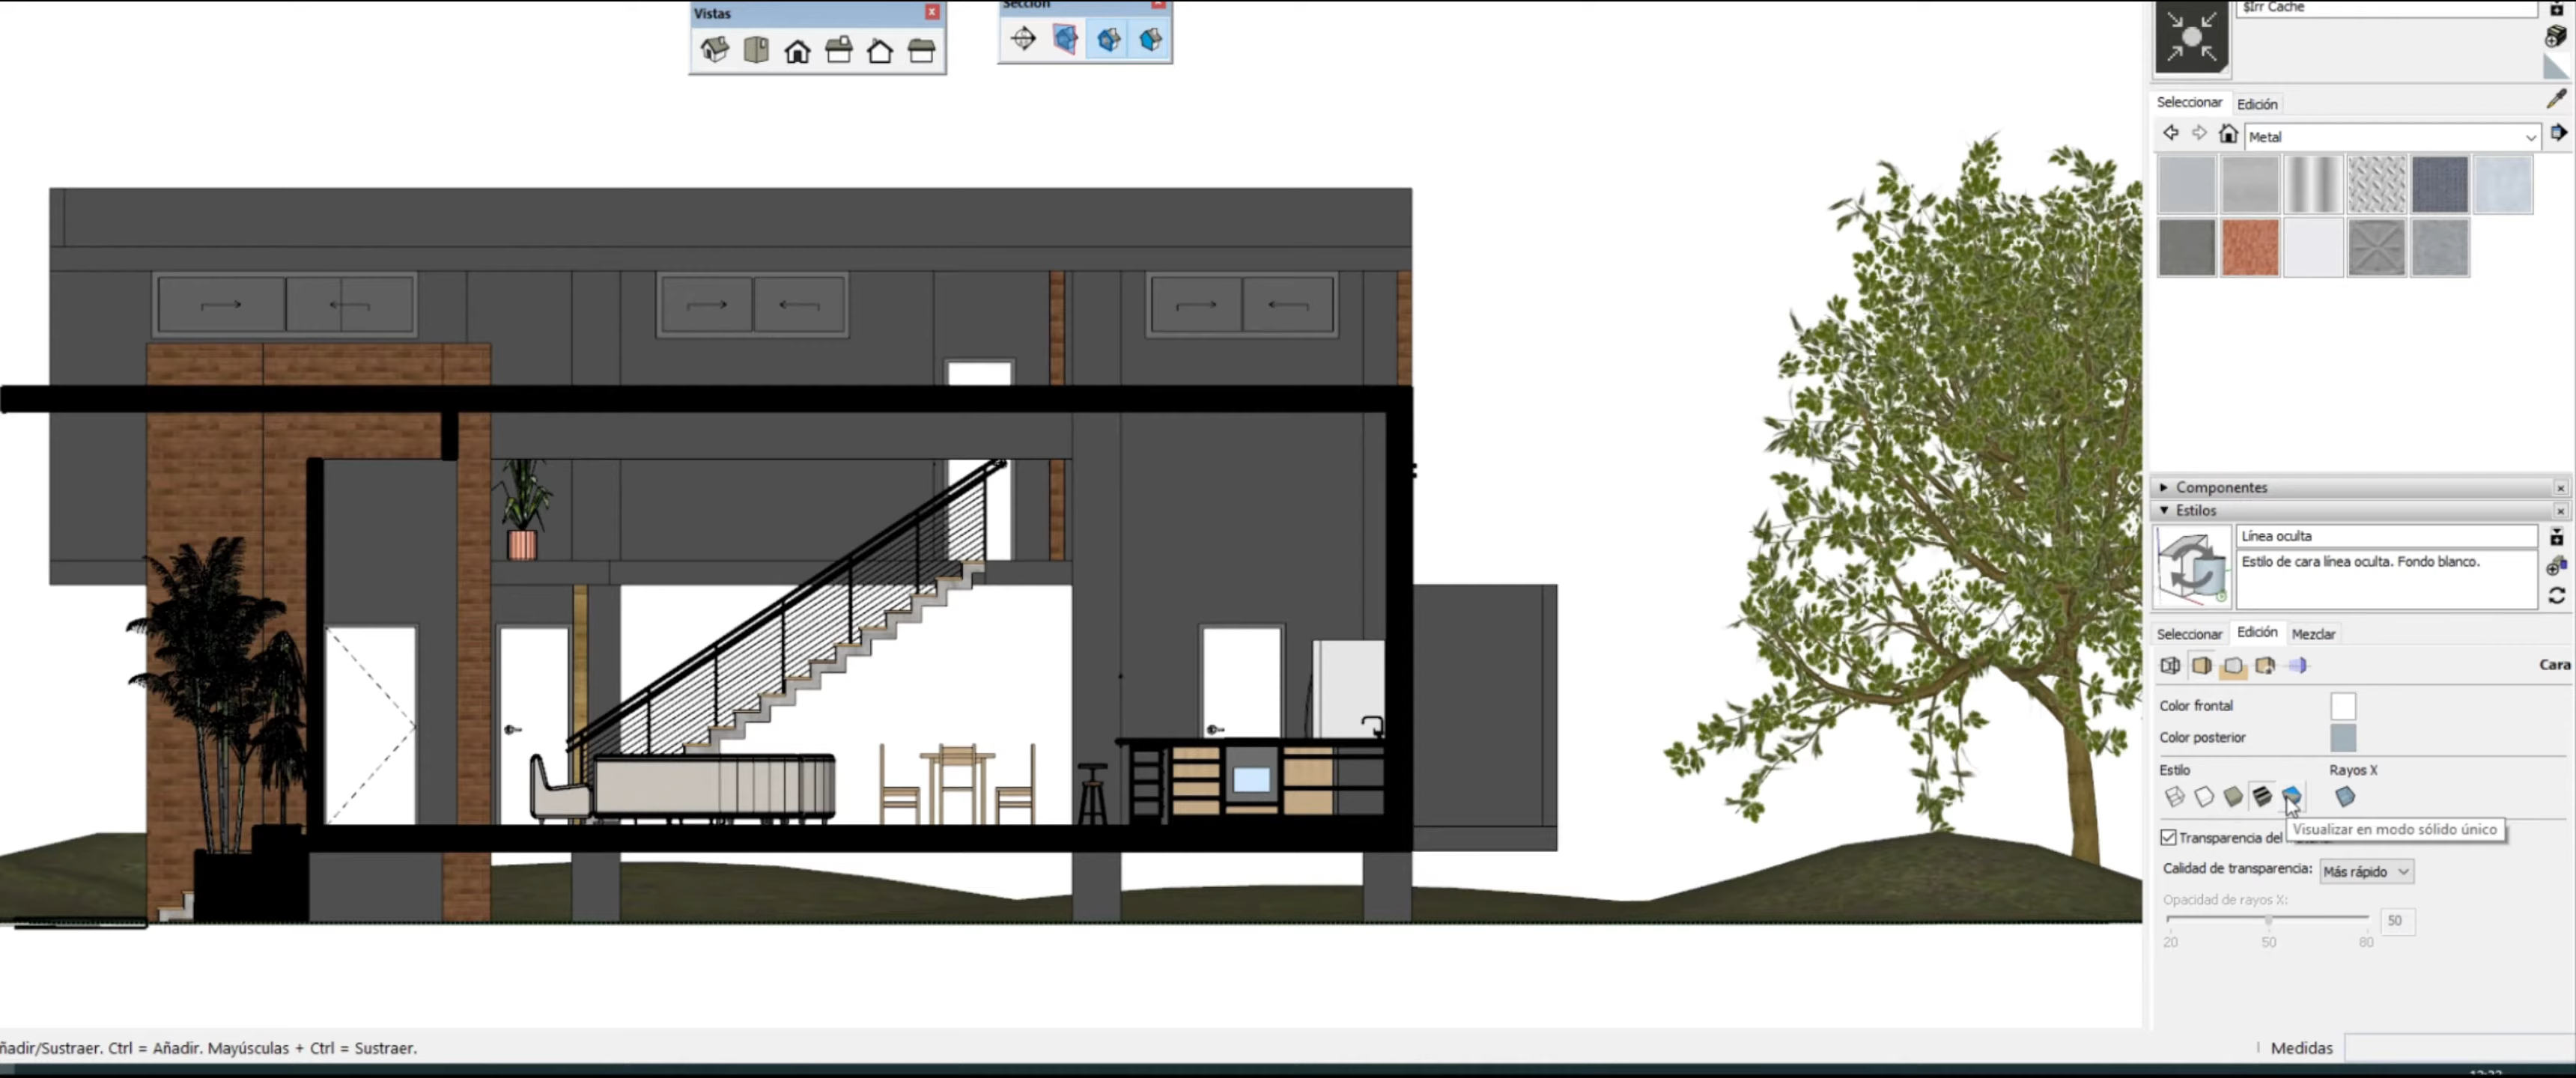 Vistas
Sección
$Irr Cache
Seleccionar
Edición
Metal
Componentes
Estilos
Línea oculta
Estilo de cara línea oculta. Fondo blanco.
Seleccionar
Edición
Mezclar
Cara
Color frontal
Color posterior
Estilo
Rayos X
Visualizar en modo sólido único
Transparencia del
Calidad de transparencia:
Más rápido
Opacidad de rayos X:
50
20
50
80
ñadir/Sustraer. Ctrl = Añadir. Mayúsculas + Ctrl = Sustraer.
Medidas